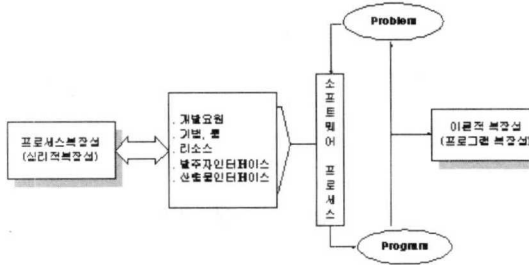 Problem
프로세스복잡성
(심리적복잡성)
. 개발요원
. 기법, 툴
. 리소스
. 발주자인터페이스
. 산출물인터페이스
소프트웨어 프로세스
이론적 복잡성
(프로그램 복잡성)
Program